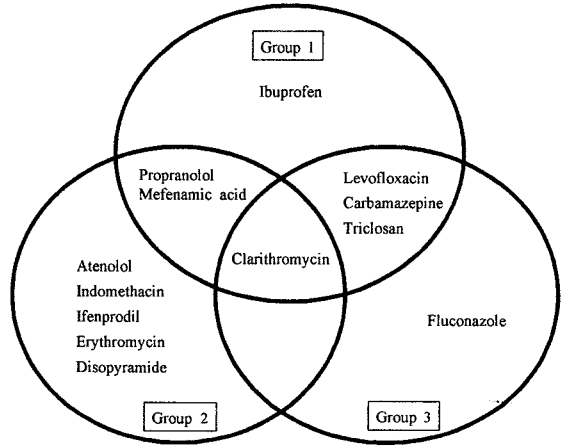 Group 1
Ibuprofen
Propranolol
Mefenamic acid
Levofloxacin
Carbamazepine
Triclosan
Clarithromycin
Atenolol
Indomethacin
Ifenprodil
Erythromycin
Disopyramide
Fluconazole
Group 2
Group 3